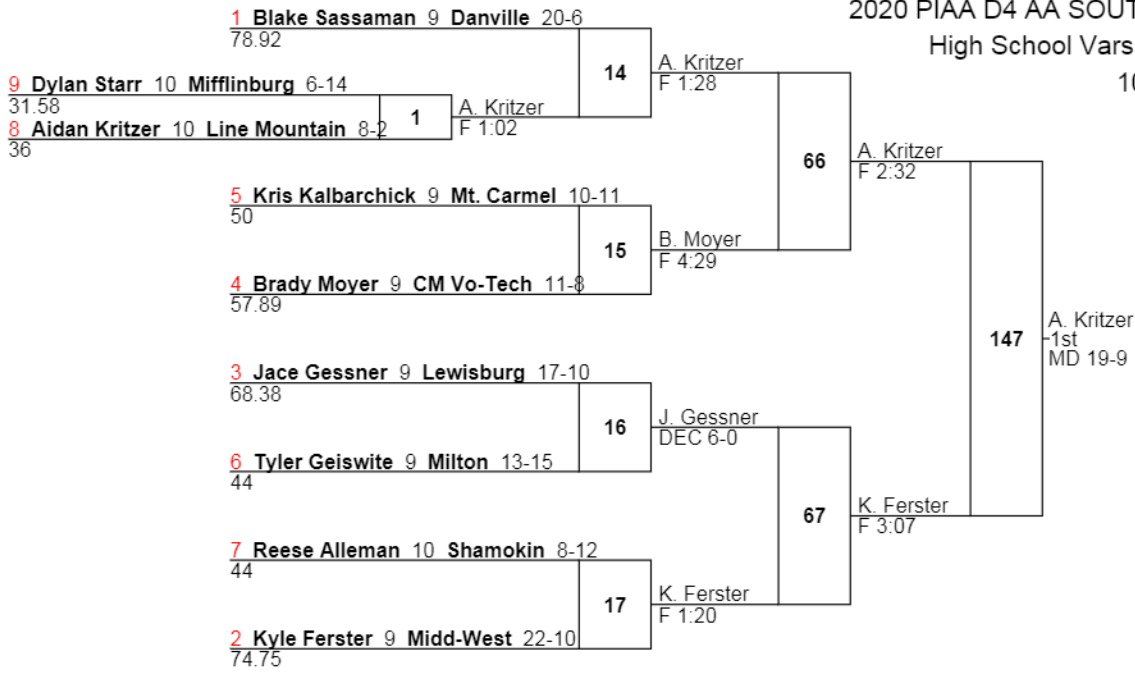 2020 PIAA D4 AA SOUT
High School Vars
10
1 Blake Sassaman 9 Danville 20-6
78.92
14
A. Kritzer
F 1:28
9 Dylan Starr 10 Mifflinburg 6-14
31.58
1
A. Kritzer
F 1:02
8 Aidan Kritzer 10 Line Mountain 8-2
36
66
A. Kritzer
F 2:32
5 Kris Kalbarchick 9 Mt. Carmel 10-11
50
15
B. Moyer
F 4:29
4 Brady Moyer 9 CM Vo-Tech 11-8
57.89
147
A. Kritzer
1st
MD 19-9
3 Jace Gessner 9 Lewisburg 17-10
68.38
16
J. Gessner
DEC 6-0
6 Tyler Geiswite 9 Milton 13-15
44
67
K. Ferster
F 3:07
7 Reese Alleman 10 Shamokin 8-12
44
17
K. Ferster
F 1:20
2 Kyle Ferster 9 Midd-West 22-10
74.75